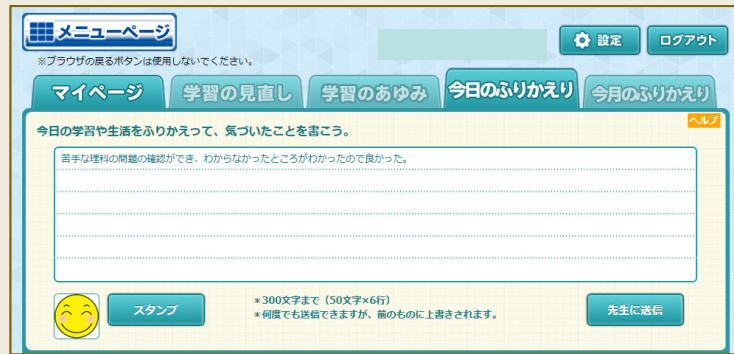 メニューページ
設定
ログアウト
※ブラウザの戻るボタンは使用しないでください。
マイページ
学習の見直し
学習のあゆみ
今日のふりかえり
今月のふりかえり
ヘルプ
今日の学習や生活をふりかえって、気づいたことを書こう。
苦手な理科の問題の確認ができ、わからなかったところがわかったので良かった。
スタンプ
*300文字まで(50文字×6行)
*何度でも送信できますが、前のものに上書きされます。
先生に送信